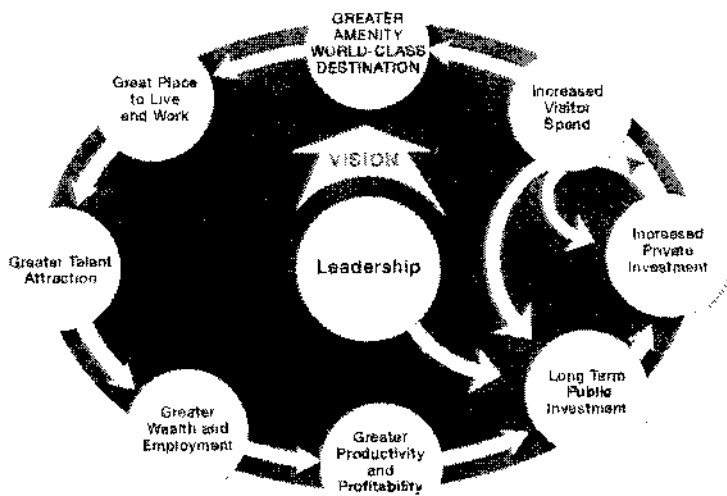 GREATER
AMENITY
WORLD-CLASS
DESTINATION
Great Place
to Live
and Work
Increased
Visitor
Spend
VISION
Greater Talent
Attraction
Leadership
Increased
Private
Investment
Long Term
Public
Investment
Greater
Wealth and
Employment
Greater
Productivity
and
Profitability